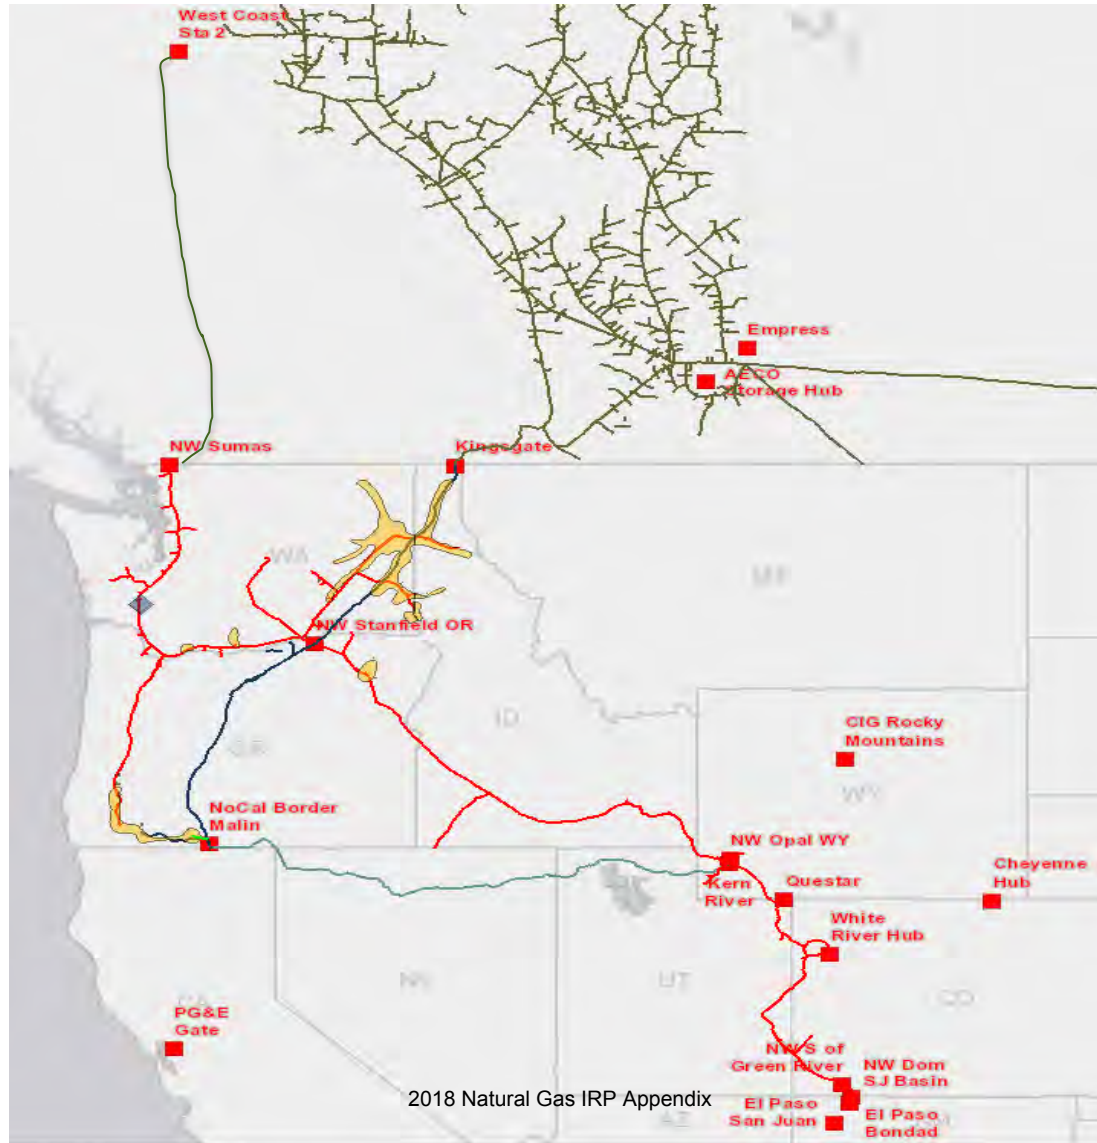 West Coast
Sta 2
Empress
AECO
Storage Hub
NW Sumas
Kingsgate
WA
MT
NW Stanfield OR
ID
OR
CIG Rocky
Mountains
WY
NoCal Border
Malin
NW Opal WY
Kern
River
Questar
Cheyenne
Hub
White
River Hub
NV
UT
CO
CA
PG&E
Gate
NW S of
Green River
NW Dom
SJ Basin
2018 Natural Gas IRP Appendix
El Paso
San Juan
El Paso
Bondad
AZ